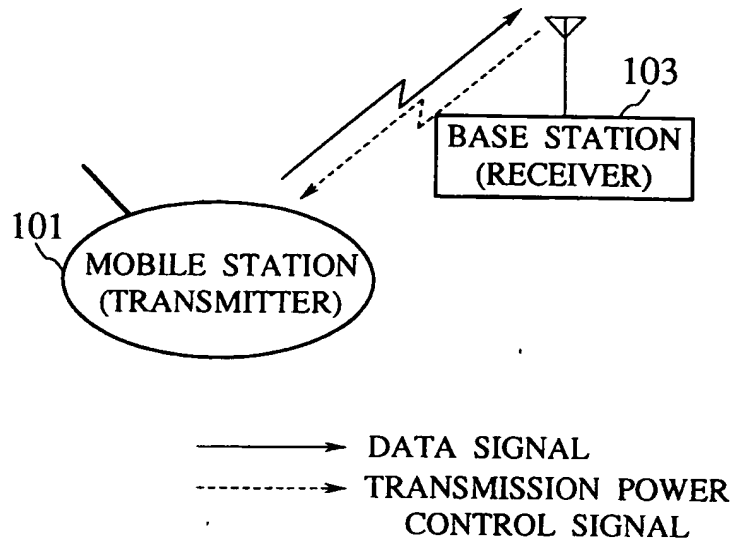 103
BASE STATION
(RECEIVER)
101
MOBILE STATION
(TRANSMITTER)
DATA SIGNAL
TRANSMISSION POWER
CONTROL SIGNAL